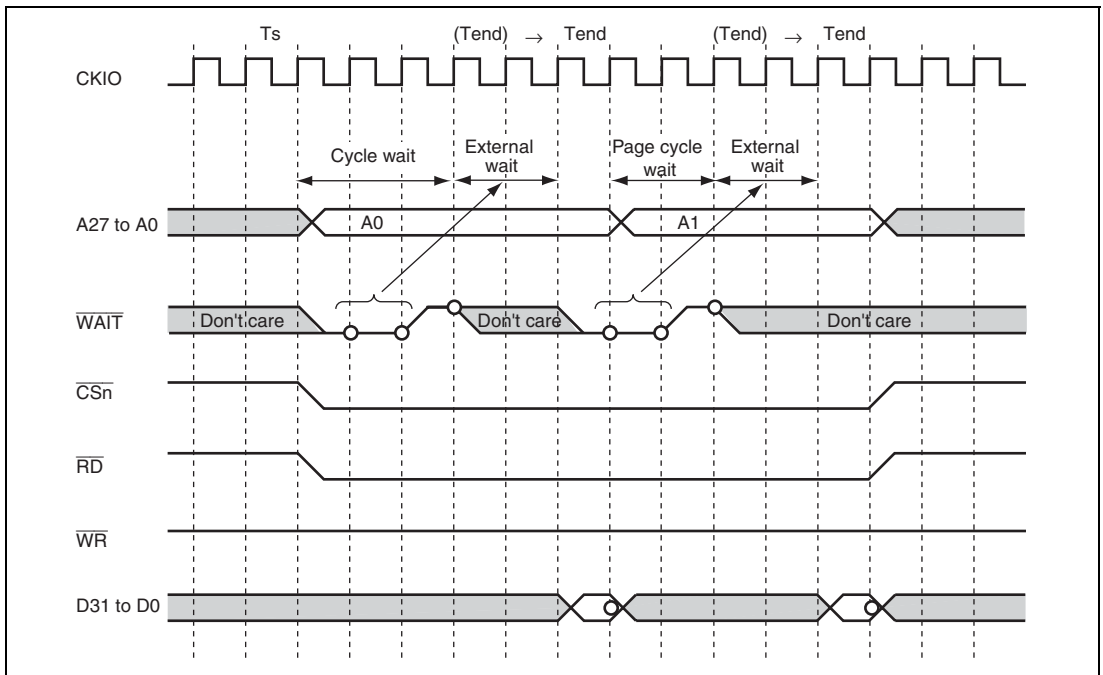 Ts (Tend) → Tend (Tend) → Tend
CKIO
Cycle wait External wait Page cycle wait External wait
A27 to A0 A0 A1
WAIT Don't care Don't care Don't care
CSn
RD
WR
D31 to D0